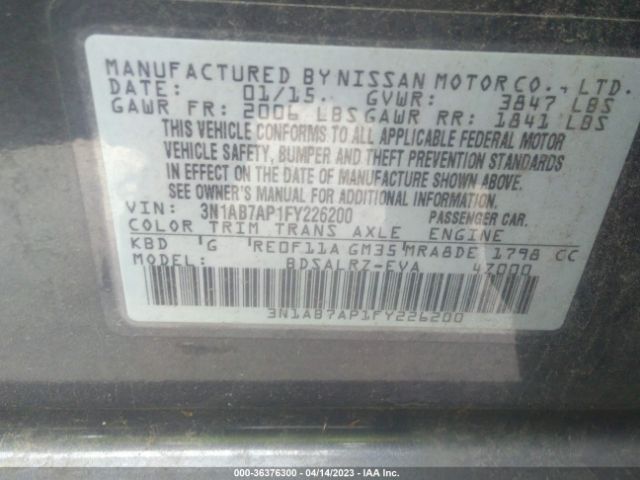 MANUFACTURED BY NISSAN MOTOR CO., LTD.
DATE: 01/15. GVWR: 3847 LBS
GAWR FR: 2006 LBS GAWR RR: 1841 LBS
THIS VEHICLE CONFORMS TO ALL APPLICABLE FEDERAL MOTOR
VEHICLE SAFETY, BUMPER AND THEFT PREVENTION STANDARDS
IN EFFECT ON THE DATE OF MANUFACTURE SHOWN ABOVE.
SEE OWNER'S MANUAL FOR ADDITIONAL INFORMATION.
VIN: 3N1AB7AP1FY226200 PASSENGER CAR.
COLOR TRIM TRANS AXLE ENGINE
KBD G RE0F11A GM35 MRA8DE 1798 CC
MODEL: BDSALRZ-EVA 47000
3N1AB7AP1FY226200
000-36376300 - 04/14/2023 - IAA Inc.